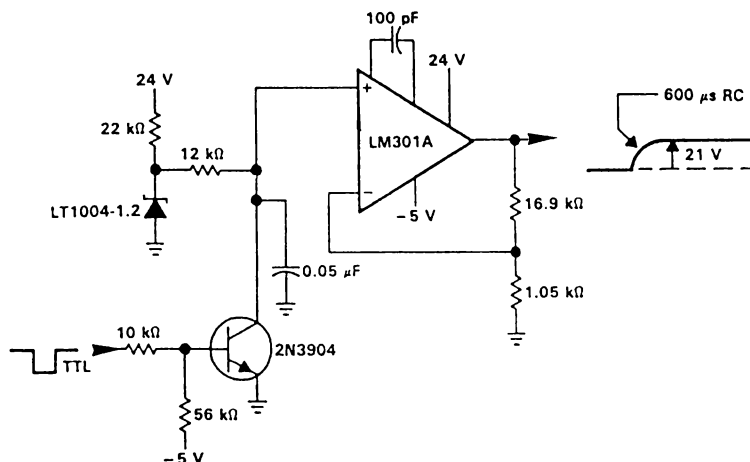 100 pF
24 V
24 V
600 μs RC
22 kΩ
+
12 kΩ
LM301A
21 V
LT1004-1.2
−
−5 V
16.9 kΩ
0.05 μF
1.05 kΩ
10 kΩ
TTL
2N3904
56 kΩ
−5 V